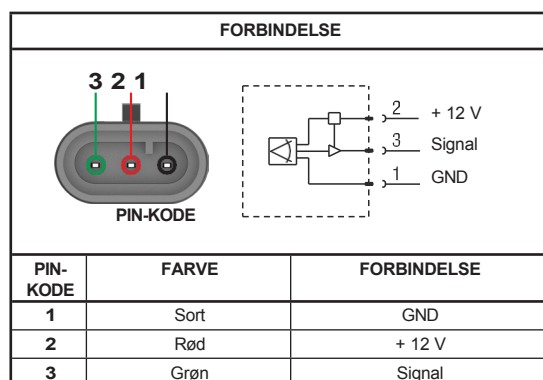 FORBINDELSE
3 2 1
PIN-KODE
2 + 12 V
3 Signal
1 GND
PIN-KODE FARVE FORBINDELSE
1 Sort GND
2 Rød + 12 V
3 Grøn Signal